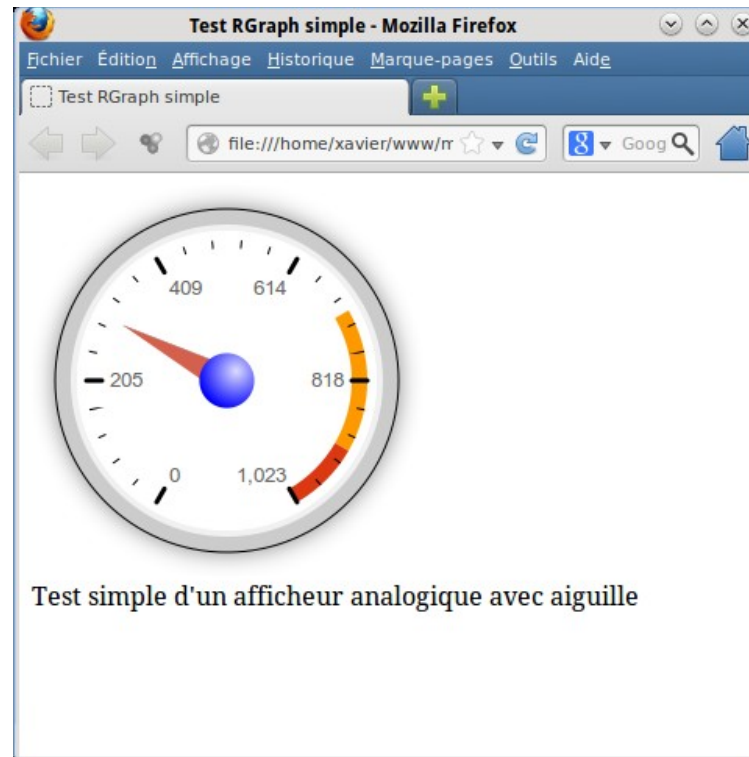 Test RGraph simple - Mozilla Firefox
Fichier Édition Affichage Historique Marque-pages Outils Aide
Test RGraph simple
file:///home/xavier/www/m
Goog
409 614
205 818
0 1,023
Test simple d'un afficheur analogique avec aiguille